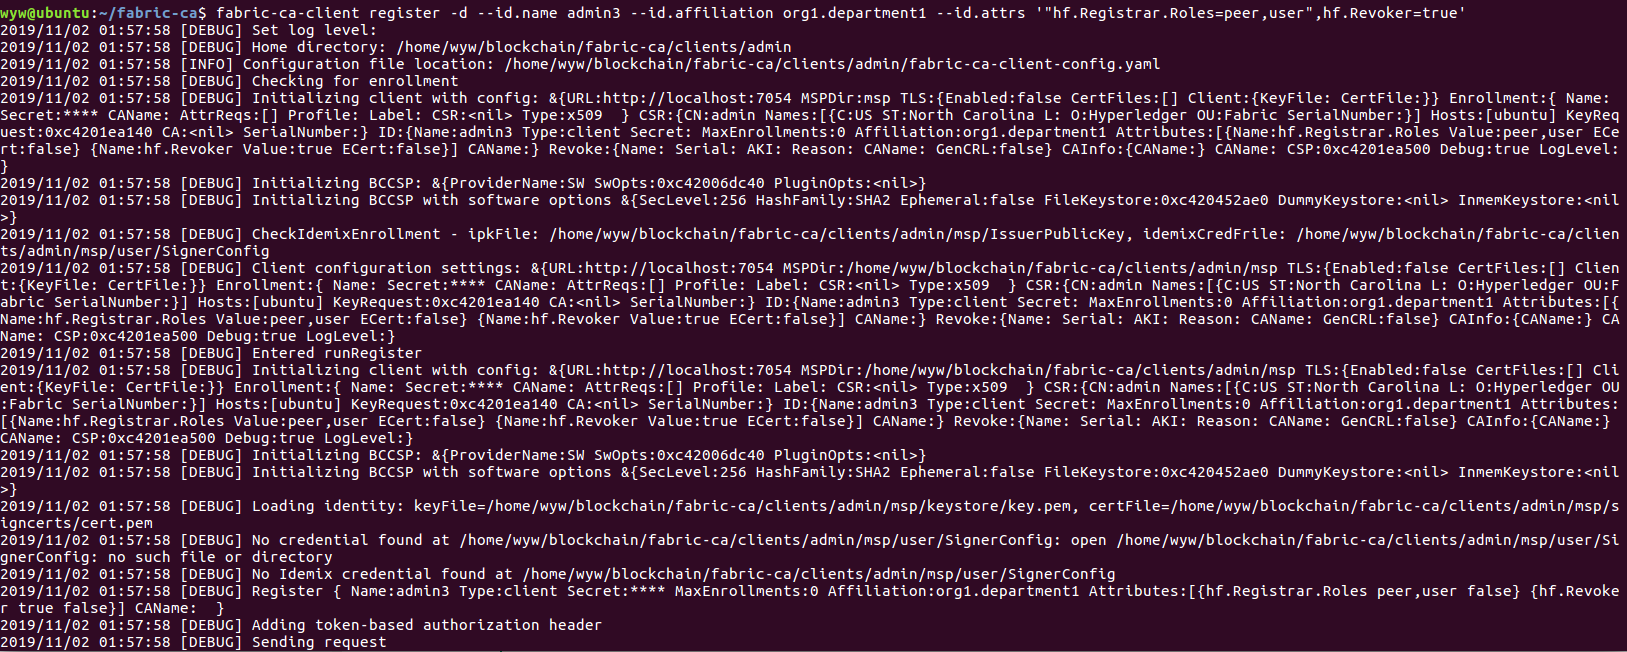 wyw@ubuntu:~/fabric-ca$ fabric-ca-client register -d --id.name admin3 --id.affiliation org1.department1 --id.attrs '"hf.Registrar.Roles=peer,user",hf.Revoker=true'
2019/11/02 01:57:58 [DEBUG] Set log level:
2019/11/02 01:57:58 [DEBUG] Home directory: /home/wyw/blockchain/fabric-ca/clients/admin
2019/11/02 01:57:58 [INFO] Configuration file location: /home/wyw/blockchain/fabric-ca/clients/admin/fabric-ca-client-config.yaml
2019/11/02 01:57:58 [DEBUG] Checking for enrollment
2019/11/02 01:57:58 [DEBUG] Initializing client with config: &{URL:http://localhost:7054 MSPDir:msp TLS:{Enabled:false CertFiles:[] Client:{KeyFile: CertFile:}} Enrollment:{ Name:
Secret:**** CAName: AttrReqs:[] Profile: Label: CSR:<nil> Type:x509  } CSR:{CN:admin Names:[{C:US ST:North Carolina L: O:Hyperledger OU:Fabric SerialNumber:}] Hosts:[ubuntu] KeyReq
uest:0xc4201ea140 CA:<nil> SerialNumber:} ID:{Name:admin3 Type:client Secret: MaxEnrollments:0 Affiliation:org1.department1 Attributes:[{Name:hf.Registrar.Roles Value:peer,user ECe
rt:false} {Name:hf.Revoker Value:true ECert:false}] CAName:} Revoke:{Name: Serial: AKI: Reason: CAName: GenCRL:false} CAInfo:{CAName:} CAName: CSP:0xc4201ea500 Debug:true LogLevel:
}
2019/11/02 01:57:58 [DEBUG] Initializing BCCSP: &{ProviderName:SW SwOpts:0xc42006dc40 PluginOpts:<nil>}
2019/11/02 01:57:58 [DEBUG] Initializing BCCSP with software options &{SecLevel:256 HashFamily:SHA2 Ephemeral:false FileKeystore:0xc420452ae0 DummyKeystore:<nil> InmemKeystore:<nil
>}
2019/11/02 01:57:58 [DEBUG] CheckIdemixEnrollment - ipkFile: /home/wyw/blockchain/fabric-ca/clients/admin/msp/IssuerPublicKey, idemixCredFrile: /home/wyw/blockchain/fabric-ca/clien
ts/admin/msp/user/SignerConfig
2019/11/02 01:57:58 [DEBUG] Client configuration settings: &{URL:http://localhost:7054 MSPDir:/home/wyw/blockchain/fabric-ca/clients/admin/msp TLS:{Enabled:false CertFiles:[] Clien
t:{KeyFile: CertFile:}} Enrollment:{ Name: Secret:**** CAName: AttrReqs:[] Profile: Label: CSR:<nil> Type:x509  } CSR:{CN:admin Names:[{C:US ST:North Carolina L: O:Hyperledger OU:F
abric SerialNumber:}] Hosts:[ubuntu] KeyRequest:0xc4201ea140 CA:<nil> SerialNumber:} ID:{Name:admin3 Type:client Secret: MaxEnrollments:0 Affiliation:org1.department1 Attributes:[{
Name:hf.Registrar.Roles Value:peer,user ECert:false} {Name:hf.Revoker Value:true ECert:false}] CAName:} Revoke:{Name: Serial: AKI: Reason: CAName: GenCRL:false} CAInfo:{CAName:} CA
Name: CSP:0xc4201ea500 Debug:true LogLevel:}
2019/11/02 01:57:58 [DEBUG] Entered runRegister
2019/11/02 01:57:58 [DEBUG] Initializing client with config: &{URL:http://localhost:7054 MSPDir:/home/wyw/blockchain/fabric-ca/clients/admin/msp TLS:{Enabled:false CertFiles:[] Cli
ent:{KeyFile: CertFile:}} Enrollment:{ Name: Secret:**** CAName: AttrReqs:[] Profile: Label: CSR:<nil> Type:x509  } CSR:{CN:admin Names:[{C:US ST:North Carolina L: O:Hyperledger OU
:Fabric SerialNumber:}] Hosts:[ubuntu] KeyRequest:0xc4201ea140 CA:<nil> SerialNumber:} ID:{Name:admin3 Type:client Secret: MaxEnrollments:0 Affiliation:org1.department1 Attributes:
[{Name:hf.Registrar.Roles Value:peer,user ECert:false} {Name:hf.Revoker Value:true ECert:false}] CAName:} Revoke:{Name: Serial: AKI: Reason: CAName: GenCRL:false} CAInfo:{CAName:}
CAName: CSP:0xc4201ea500 Debug:true LogLevel:}
2019/11/02 01:57:58 [DEBUG] Initializing BCCSP: &{ProviderName:SW SwOpts:0xc42006dc40 PluginOpts:<nil>}
2019/11/02 01:57:58 [DEBUG] Initializing BCCSP with software options &{SecLevel:256 HashFamily:SHA2 Ephemeral:false FileKeystore:0xc420452ae0 DummyKeystore:<nil> InmemKeystore:<nil
>}
2019/11/02 01:57:58 [DEBUG] Loading identity: keyFile=/home/wyw/blockchain/fabric-ca/clients/admin/msp/keystore/key.pem, certFile=/home/wyw/blockchain/fabric-ca/clients/admin/msp/s
igncerts/cert.pem
2019/11/02 01:57:58 [DEBUG] No credential found at /home/wyw/blockchain/fabric-ca/clients/admin/msp/user/SignerConfig: open /home/wyw/blockchain/fabric-ca/clients/admin/msp/user/Si
gnerConfig: no such file or directory
2019/11/02 01:57:58 [DEBUG] No Idemix credential found at /home/wyw/blockchain/fabric-ca/clients/admin/msp/user/SignerConfig
2019/11/02 01:57:58 [DEBUG] Register { Name:admin3 Type:client Secret:**** MaxEnrollments:0 Affiliation:org1.department1 Attributes:[{hf.Registrar.Roles peer,user false} {hf.Revoke
r true false}] CAName:  }
2019/11/02 01:57:58 [DEBUG] Adding token-based authorization header
2019/11/02 01:57:58 [DEBUG] Sending request